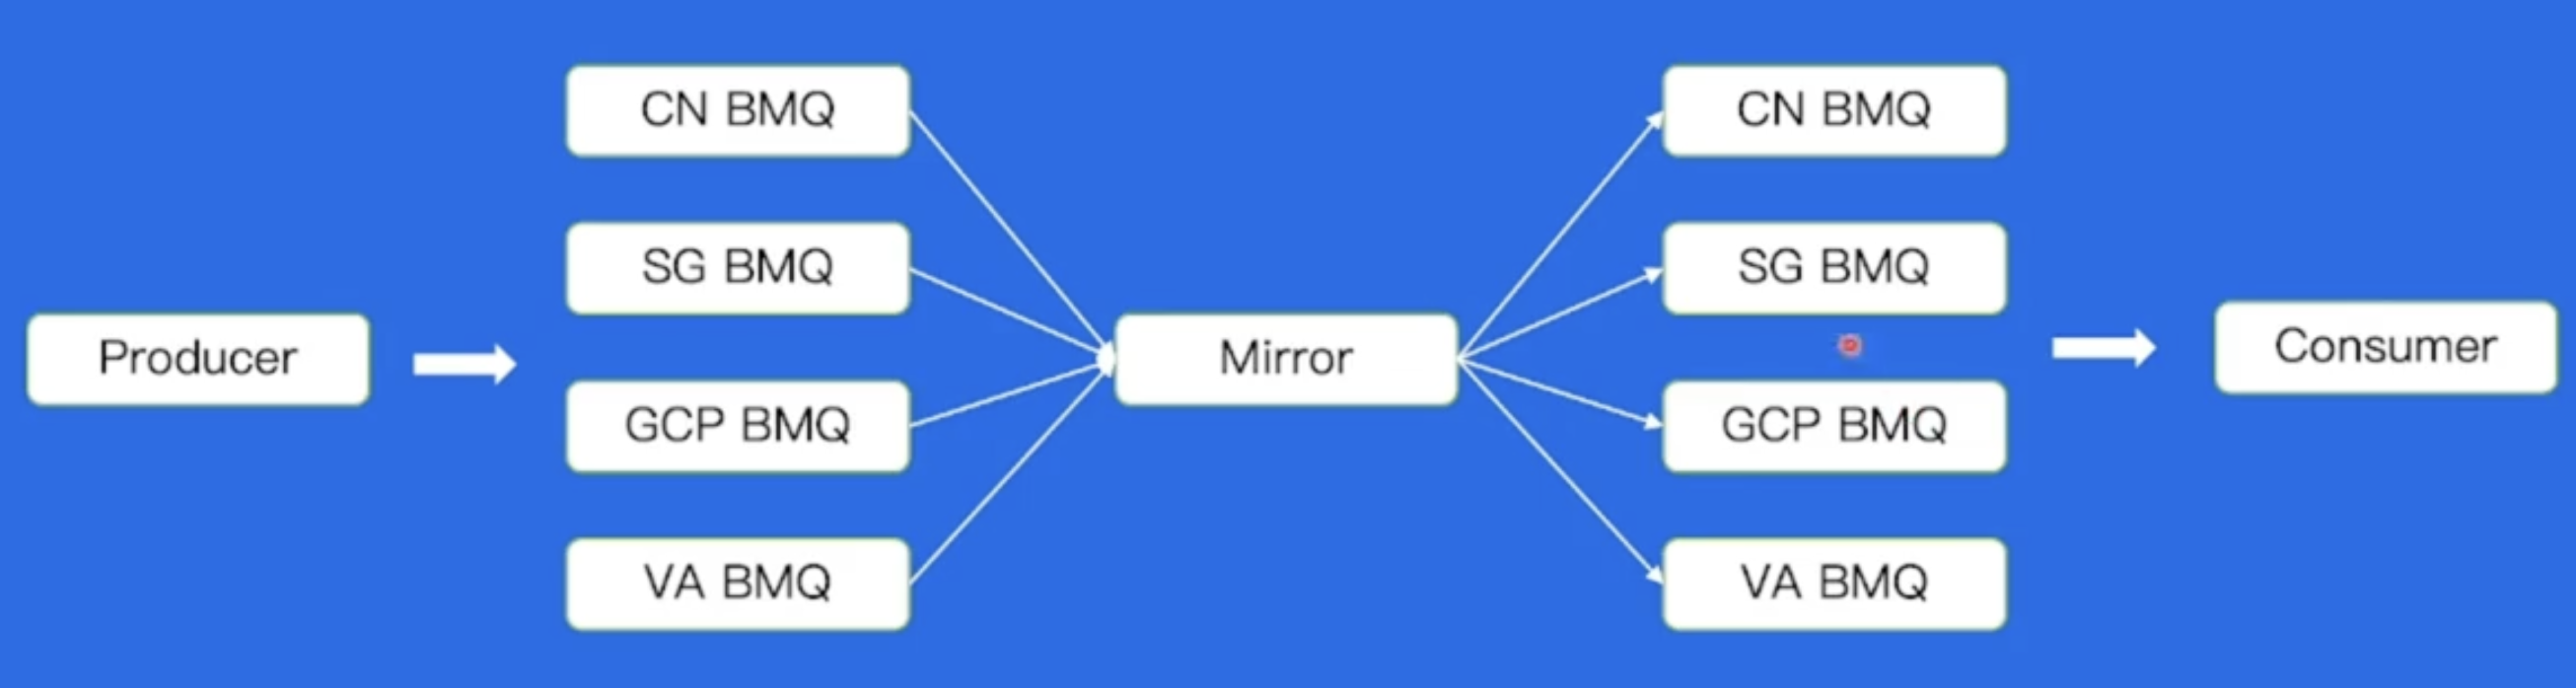 Producer
CN BMQ
SG BMQ
GCP BMQ
VA BMQ
Mirror
CN BMQ
SG BMQ
GCP BMQ
VA BMQ
Consumer